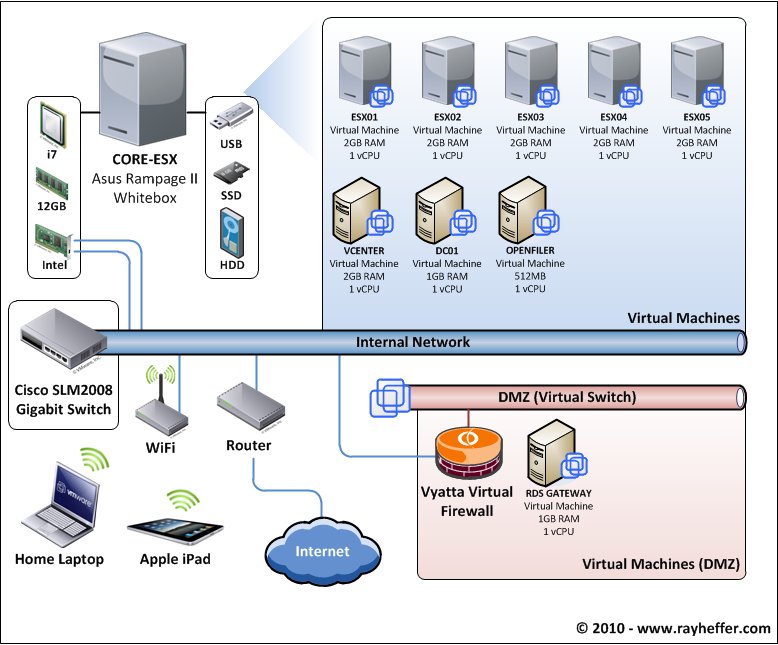 i7
12GB
Intel
CORE-ESX
Asus Rampage II
Whitebox
USB
SSD
HDD
ESX01
Virtual Machine
2GB RAM
1 vCPU
ESX02
Virtual Machine
2GB RAM
1 vCPU
ESX03
Virtual Machine
2GB RAM
1 vCPU
ESX04
Virtual Machine
2GB RAM
1 vCPU
ESX05
Virtual Machine
2GB RAM
1 vCPU
VCENTER
Virtual Machine
2GB RAM
1 vCPU
DC01
Virtual Machine
1GB RAM
1 vCPU
OPENFILER
Virtual Machine
512MB
1 vCPU
Virtual Machines
Internal Network
© VMware, Inc.
Cisco SLM2008
Gigabit Switch
WiFi
Router
DMZ (Virtual Switch)
Vyatta Virtual
Firewall
RDS GATEWAY
Virtual Machine
1GB RAM
1 vCPU
Virtual Machines (DMZ)
vmware
Home Laptop
Apple iPad
Internet
© 2010 - www.rayheffer.com